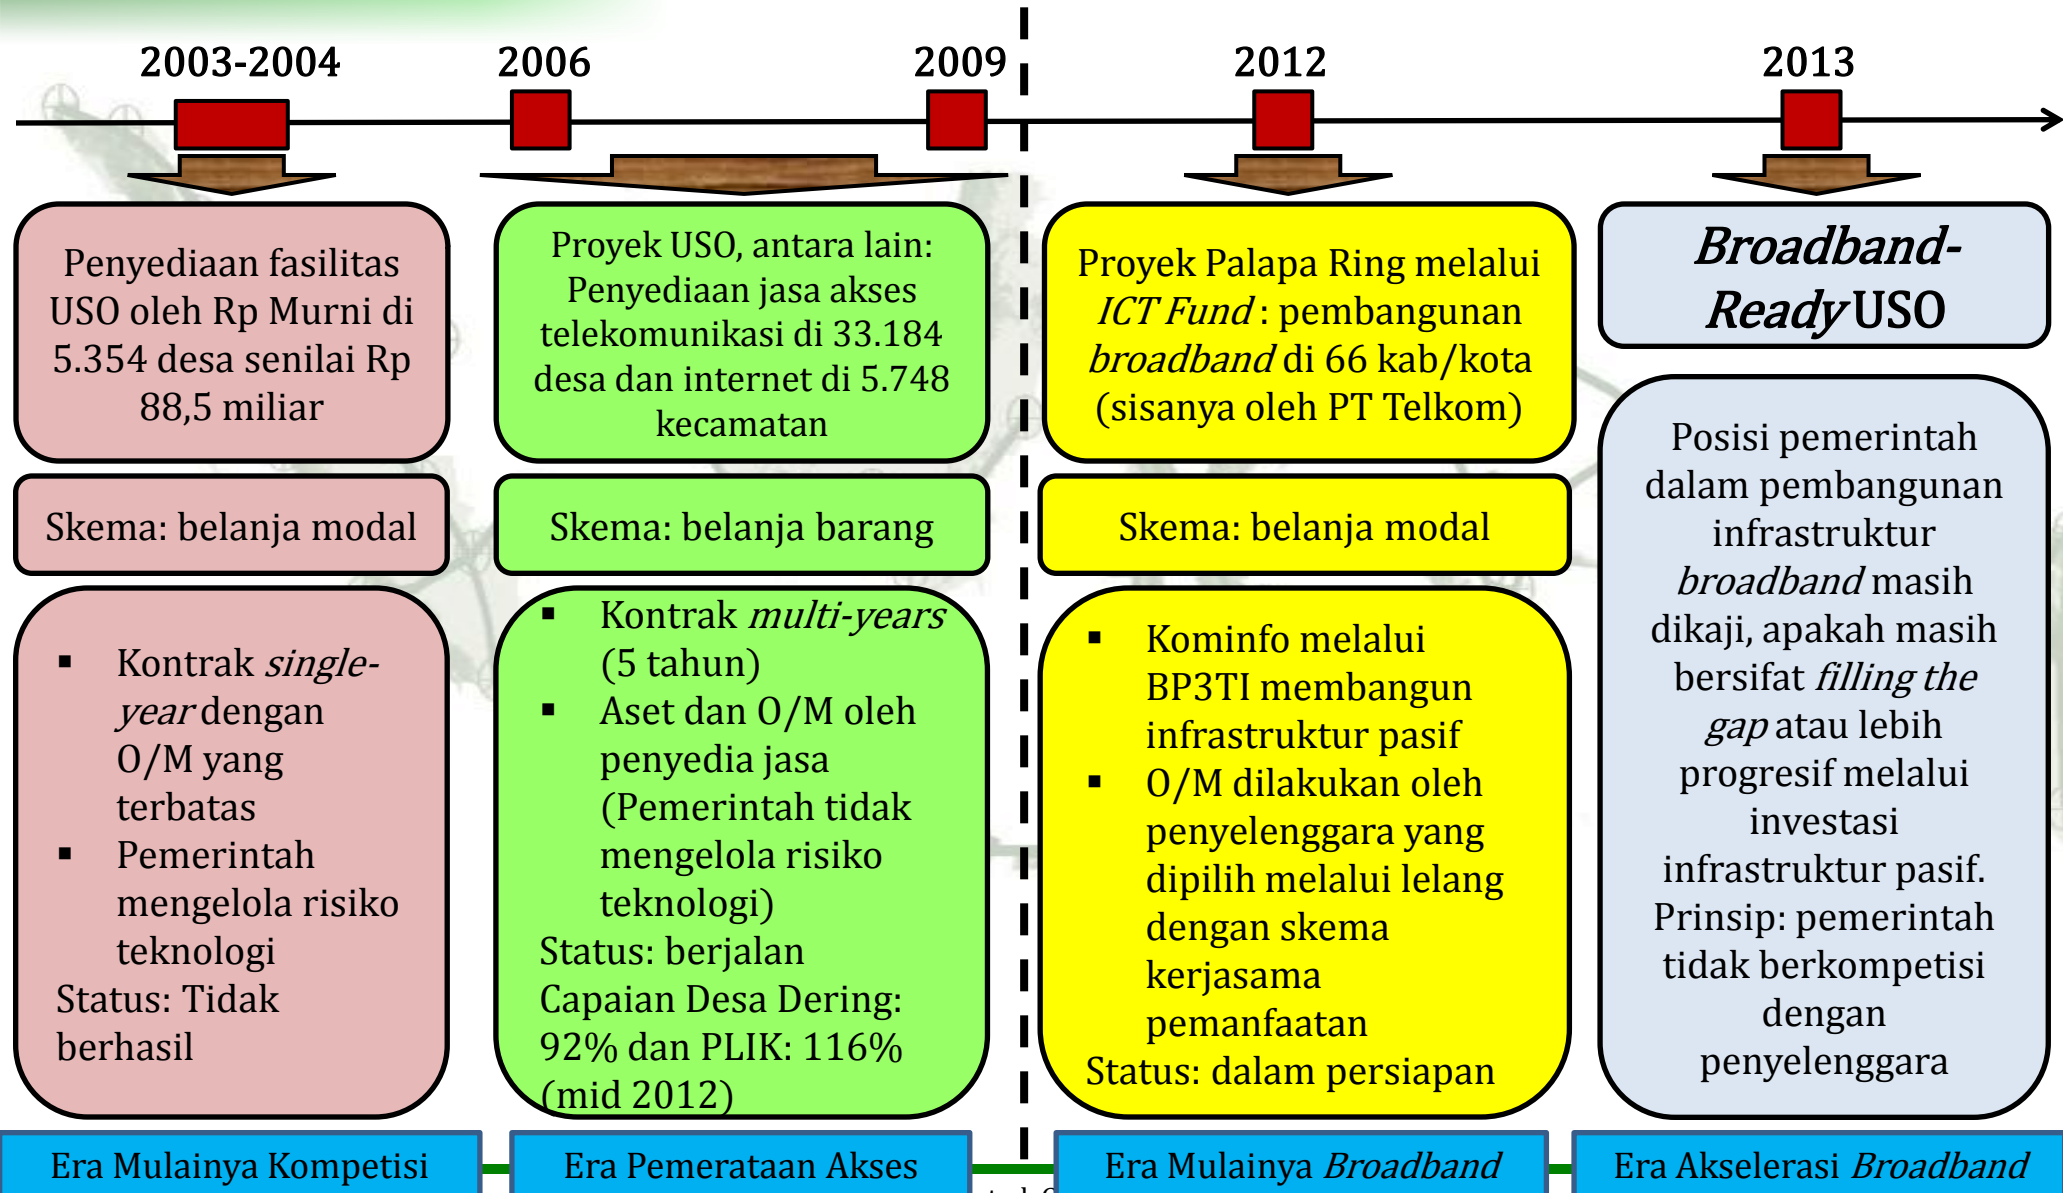 2003-2004
2006
2009
2012
2013
Penyediaan fasilitas
USO oleh Rp Murni di
5.354 desa senilai Rp
88,5 miliar
Skema: belanja modal
▪ Kontrak single-
year dengan
O/M yang
terbatas
▪ Pemerintah
mengelola risiko
teknologi
Status: Tidak
berhasil
Era Mulainya Kompetisi
Proyek USO, antara lain:
Penyediaan jasa akses
telekomunikasi di 33.184
desa dan internet di 5.748
kecamatan
Skema: belanja barang
▪ Kontrak multi-years
(5 tahun)
▪ Aset dan O/M oleh
penyedia jasa
(Pemerintah tidak
mengelola risiko
teknologi)
Status: berjalan
Capaian Desa Dering:
92% dan PLIK: 116%
(mid 2012)
Era Pemerataan Akses
Proyek Palapa Ring melalui
ICT Fund : pembangunan
broadband di 66 kab/kota
(sisanya oleh PT Telkom)
Skema: belanja modal
▪ Kominfo melalui
BP3TI membangun
infrastruktur pasif
▪ O/M dilakukan oleh
penyelenggara yang
dipilih melalui lelang
dengan skema
kerjasama
pemanfaatan
Status: dalam persiapan
Era Mulainya Broadband
Broadband-
Ready USO
Posisi pemerintah
dalam pembangunan
infrastruktur
broadband masih
dikaji, apakah masih
bersifat filling the
gap atau lebih
progresif melalui
investasi
infrastruktur pasif.
Prinsip: pemerintah
tidak berkompetisi
dengan
penyelenggara
Era Akselerasi Broadband